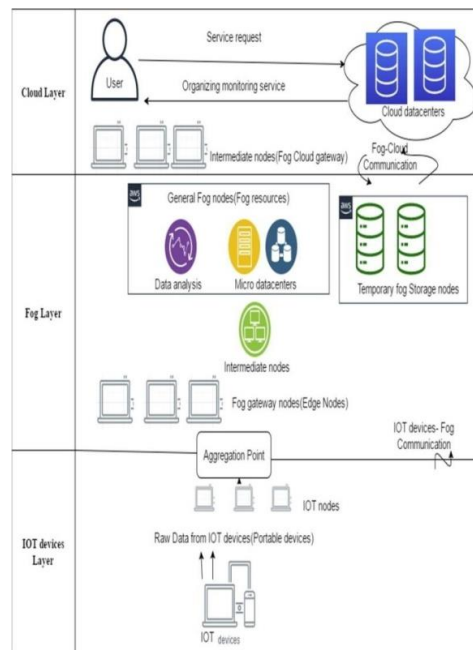 Service request
Cloud Layer
User
Organizing monitoring service
Cloud datacenters
Intermediate nodes(Fog Cloud gateway)
Fog-Cloud
Communication
aws
General Fog nodes(Fog resources)
aws
Data analysis
Micro datacenters
Temporary fog Storage nodes
Fog Layer
Intermediate nodes
Fog gateway nodes(Edge Nodes)
IOT devices- Fog
Communication
Aggregation Point
IOT nodes
IOT devices
Layer
Raw Data from IOT devices(Portable devices)
IOT devices